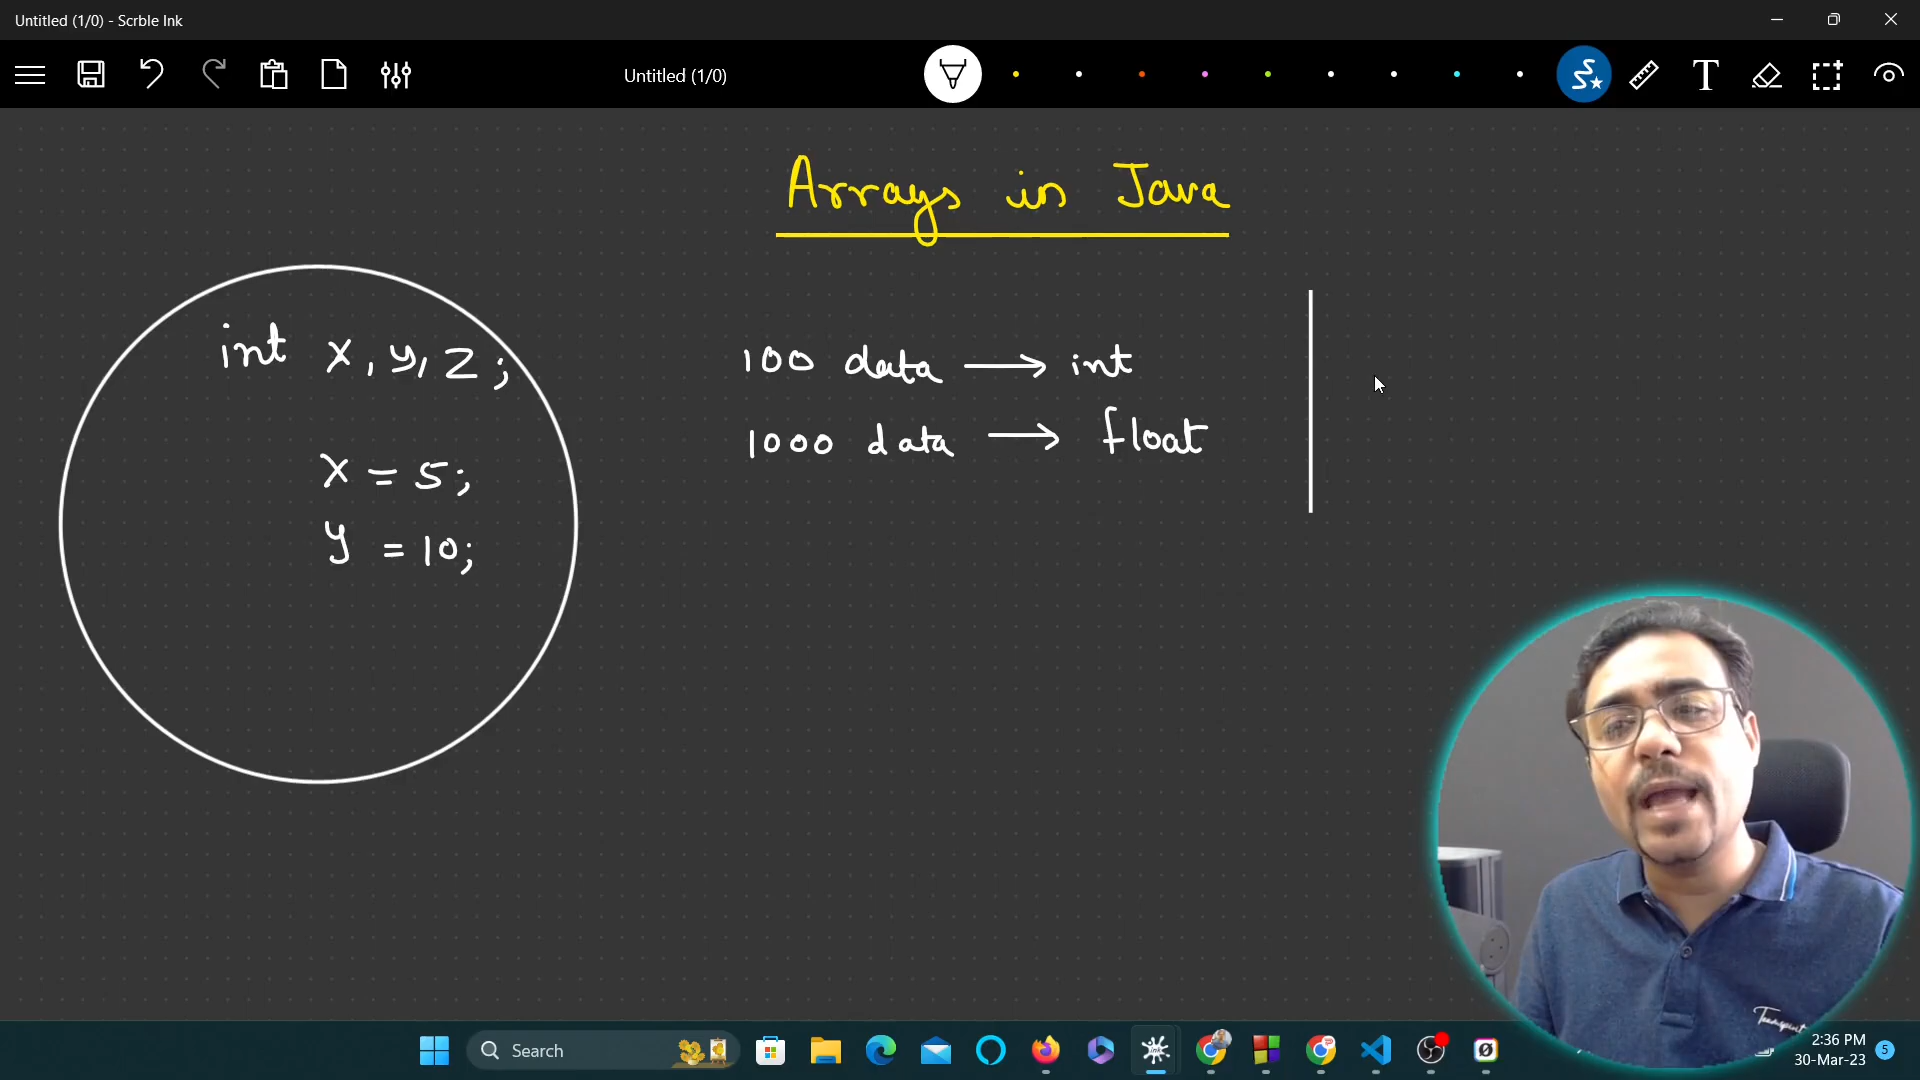 Untitled (1/0) - Scrble Ink
Untitled (1/0)
T
Arrays in Java
int x, y, z ;
x = 5;
y = 10;
100 data → int
1000 data → float
Search
2:36 PM
30-Mar-23
5